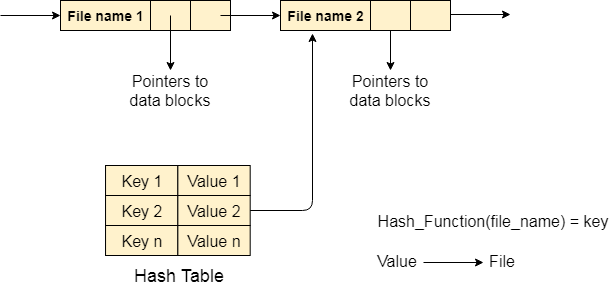 File name 1
File name 2
Pointers to
data blocks
Pointers to
data blocks
Key 1 Value 1
Key 2 Value 2
Key n Value n
Hash Table
Hash_Function(file_name) = key
Value File